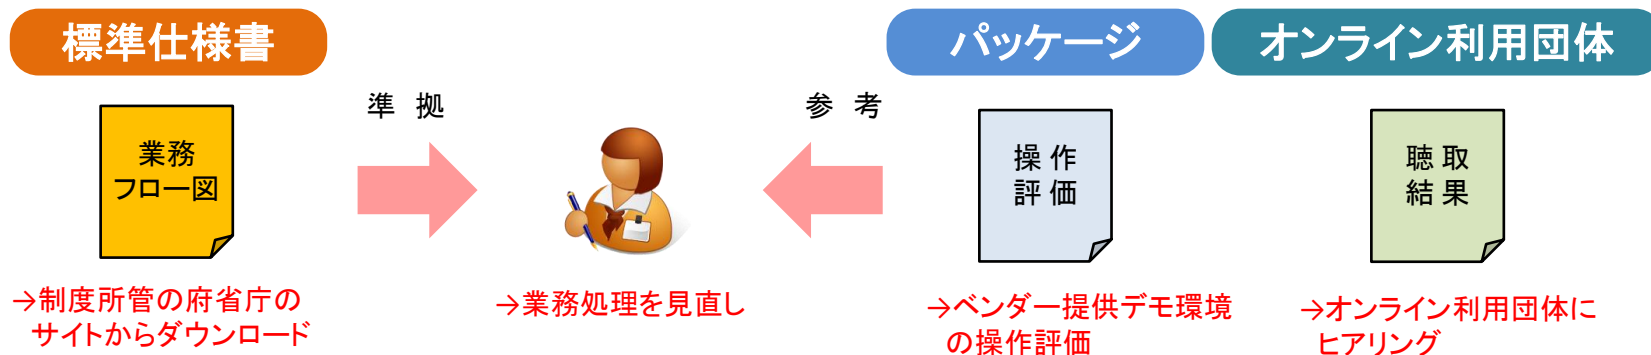 標準仕様書
パッケージ
オンライン利用団体
準 拠
参 考
業務
フロー図
操 作
評 価
聴 取
結 果
→制度所管の府省庁の
サイトからダウンロード
→業務処理を見直し
→ベンダー提供デモ環境
の操作評価
→オンライン利用団体に
ヒアリング